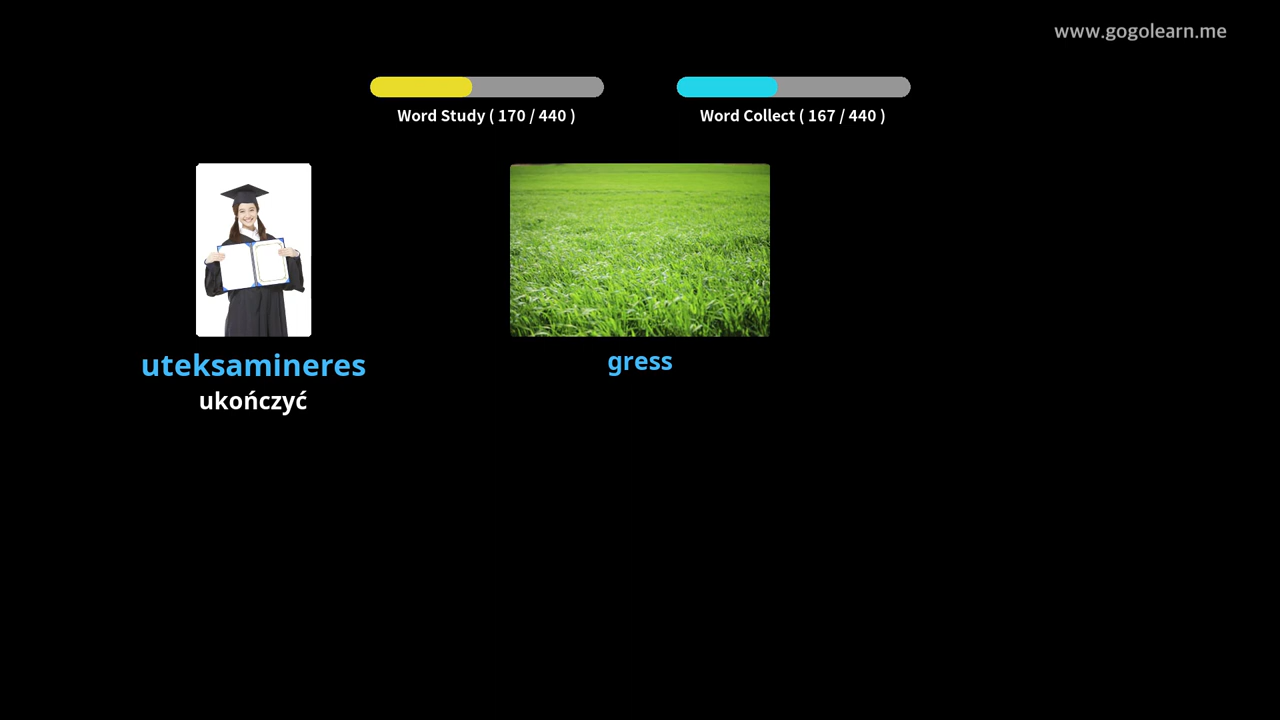 www.gogolearn.me
Word Study ( 170 / 440 )
Word Collect ( 167 / 440 )
uteksamineres
ukończyć
gress